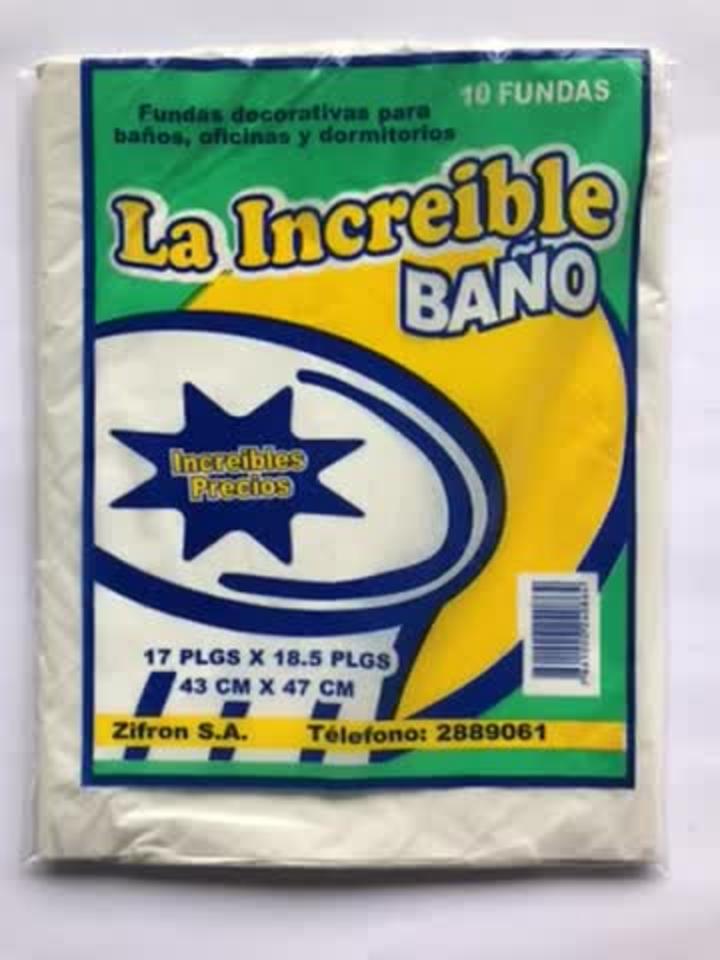 10 FUNDAS
Fundas decorativas para
baños, oficinas y dormitorios
La Increible
BAÑO
Increíbles
Precios
17 PLGS X 18.5 PLGS
43 CM X 47 CM
Zifron S.A. Télefono: 2889061